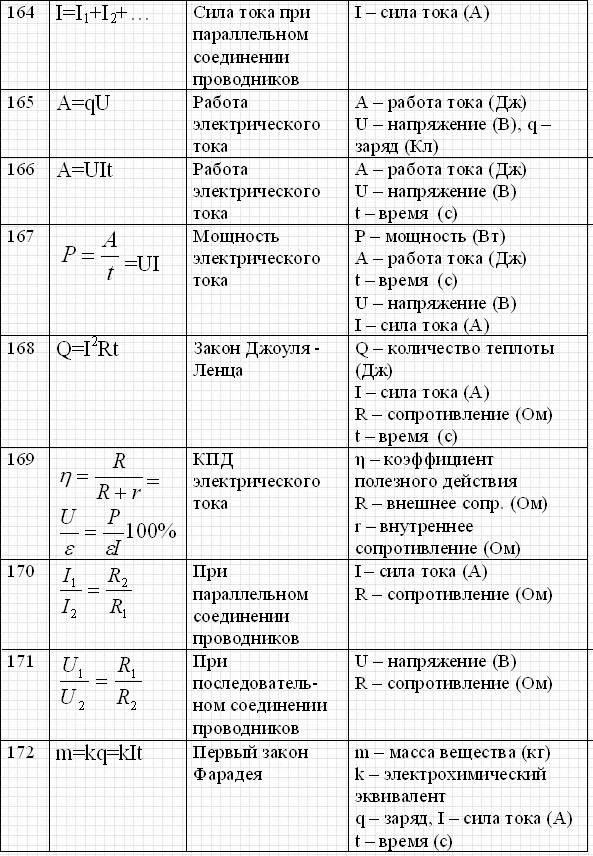 164
I=I₁+I₂+…
Сила тока при
параллельном
соединении
проводников
I – сила тока (А)
165
A=qU
Работа
электрического
тока
А – работа тока (Дж)
U – напряжение (В), q –
заряд (Кл)
166
A=UIt
Работа
электрического
тока
А – работа тока (Дж)
U – напряжение (В)
t – время (с)
167
P = A/t =UI
Мощность
электрического
тока
Р – мощность (Вт)
А – работа тока (Дж)
t – время (с)
U – напряжение (В)
I – сила тока (А)
168
Q=I²Rt
Закон Джоуля -
Ленца
Q – количество теплоты
(Дж)
I – сила тока (А)
R – сопротивление (Ом)
t – время (с)
169
η = R/(R + r) =
U/ε = P/εI 100%
КПД
электрического
тока
η – коэффициент
полезного действия
R – внешнее сопр. (Ом)
r – внутреннее
сопротивление (Ом)
170
I₁/I₂ = R₂/R₁
При
параллельном
соединении
проводников
I – сила тока (А)
R – сопротивление (Ом)
171
U₁/U₂ = R₁/R₂
При
последователь-
ном соединении
проводников
U – напряжение (В)
R – сопротивление (Ом)
172
m=kq=kIt
Первый закон
Фарадея
m – масса вещества (кг)
k – электрохимический
эквивалент
q – заряд, I – сила тока (А)
t – время (с)